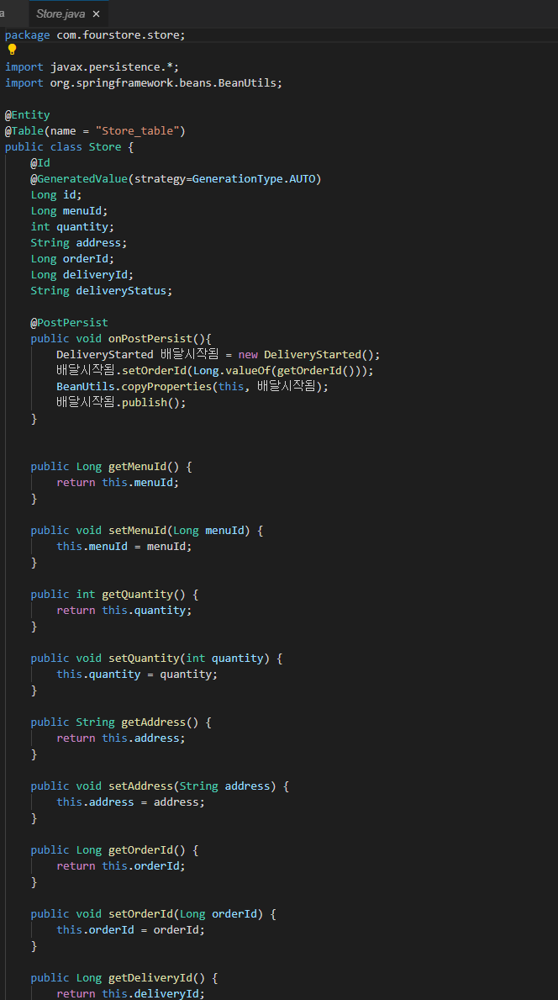 a
Store.java ×
package com.fourstore.store;
import javax.persistence.*;
import org.springframework.beans.BeanUtils;
@Entity
@Table(name = "Store_table")
public class Store {
@Id
@GeneratedValue(strategy=GenerationType.AUTO)
Long id;
Long menuId;
int quantity;
String address;
Long orderId;
Long deliveryId;
String deliveryStatus;
@PostPersist
public void onPostPersist(){
DeliveryStarted 배달시작됨 = new DeliveryStarted();
배달시작됨.setOrderId(Long.valueOf(getOrderId()));
BeanUtils.copyProperties(this, 배달시작됨);
배달시작됨.publish();
}
public Long getMenuId() {
return this.menuId;
}
public void setMenuId(Long menuId) {
this.menuId = menuId;
}
public int getQuantity() {
return this.quantity;
}
public void setQuantity(int quantity) {
this.quantity = quantity;
}
public String getAddress() {
return this.address;
}
public void setAddress(String address) {
this.address = address;
}
public Long getOrderId() {
return this.orderId;
}
public void setOrderId(Long orderId) {
this.orderId = orderId;
}
public Long getDeliveryId() {
return this.deliveryId;